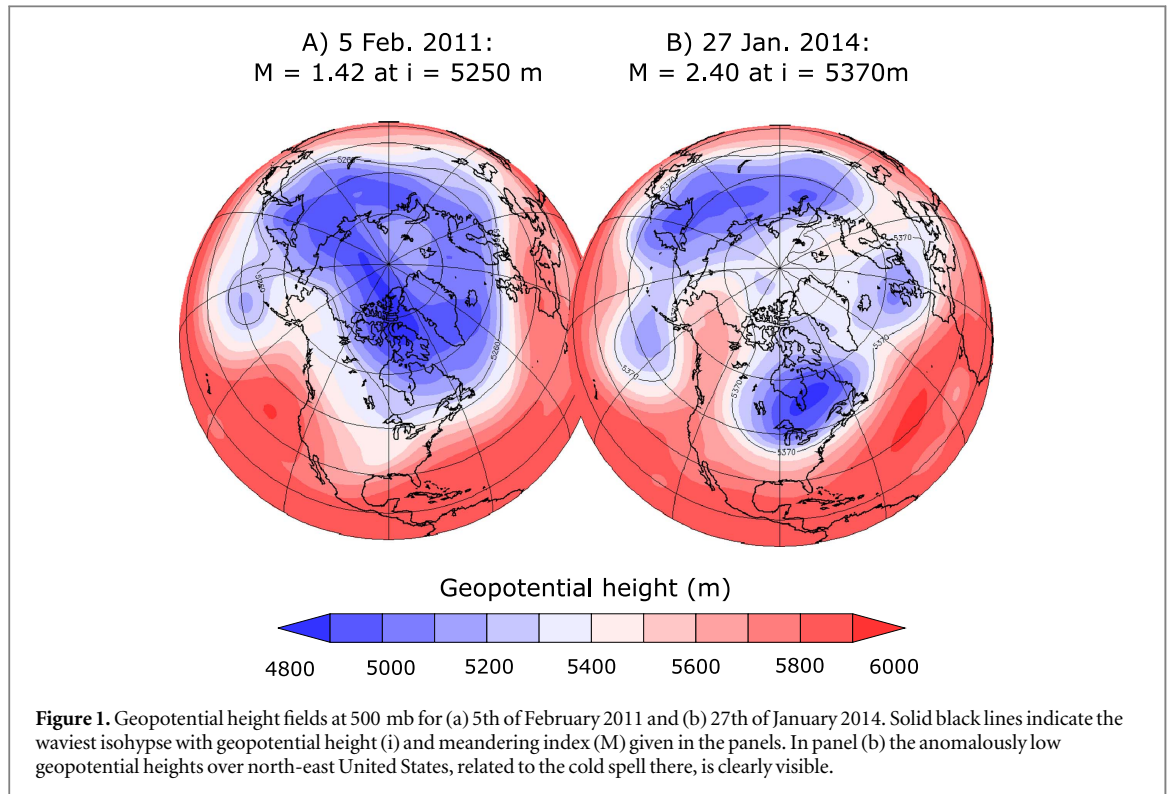 A) 5 Feb. 2011:
M = 1.42 at i = 5250 m
B) 27 Jan. 2014:
M = 2.40 at i = 5370m
5260
5260
5260
5370
5370
5370
5370
5370
5370
Geopotential height (m)
4800 5000 5200 5400 5600 5800 6000
Figure 1. Geopotential height fields at 500 mb for (a) 5th of February 2011 and (b) 27th of January 2014. Solid black lines indicate the
waviest isohypse with geopotential height (i) and meandering index (M) given in the panels. In panel (b) the anomalously low
geopotential heights over north-east United States, related to the cold spell there, is clearly visible.